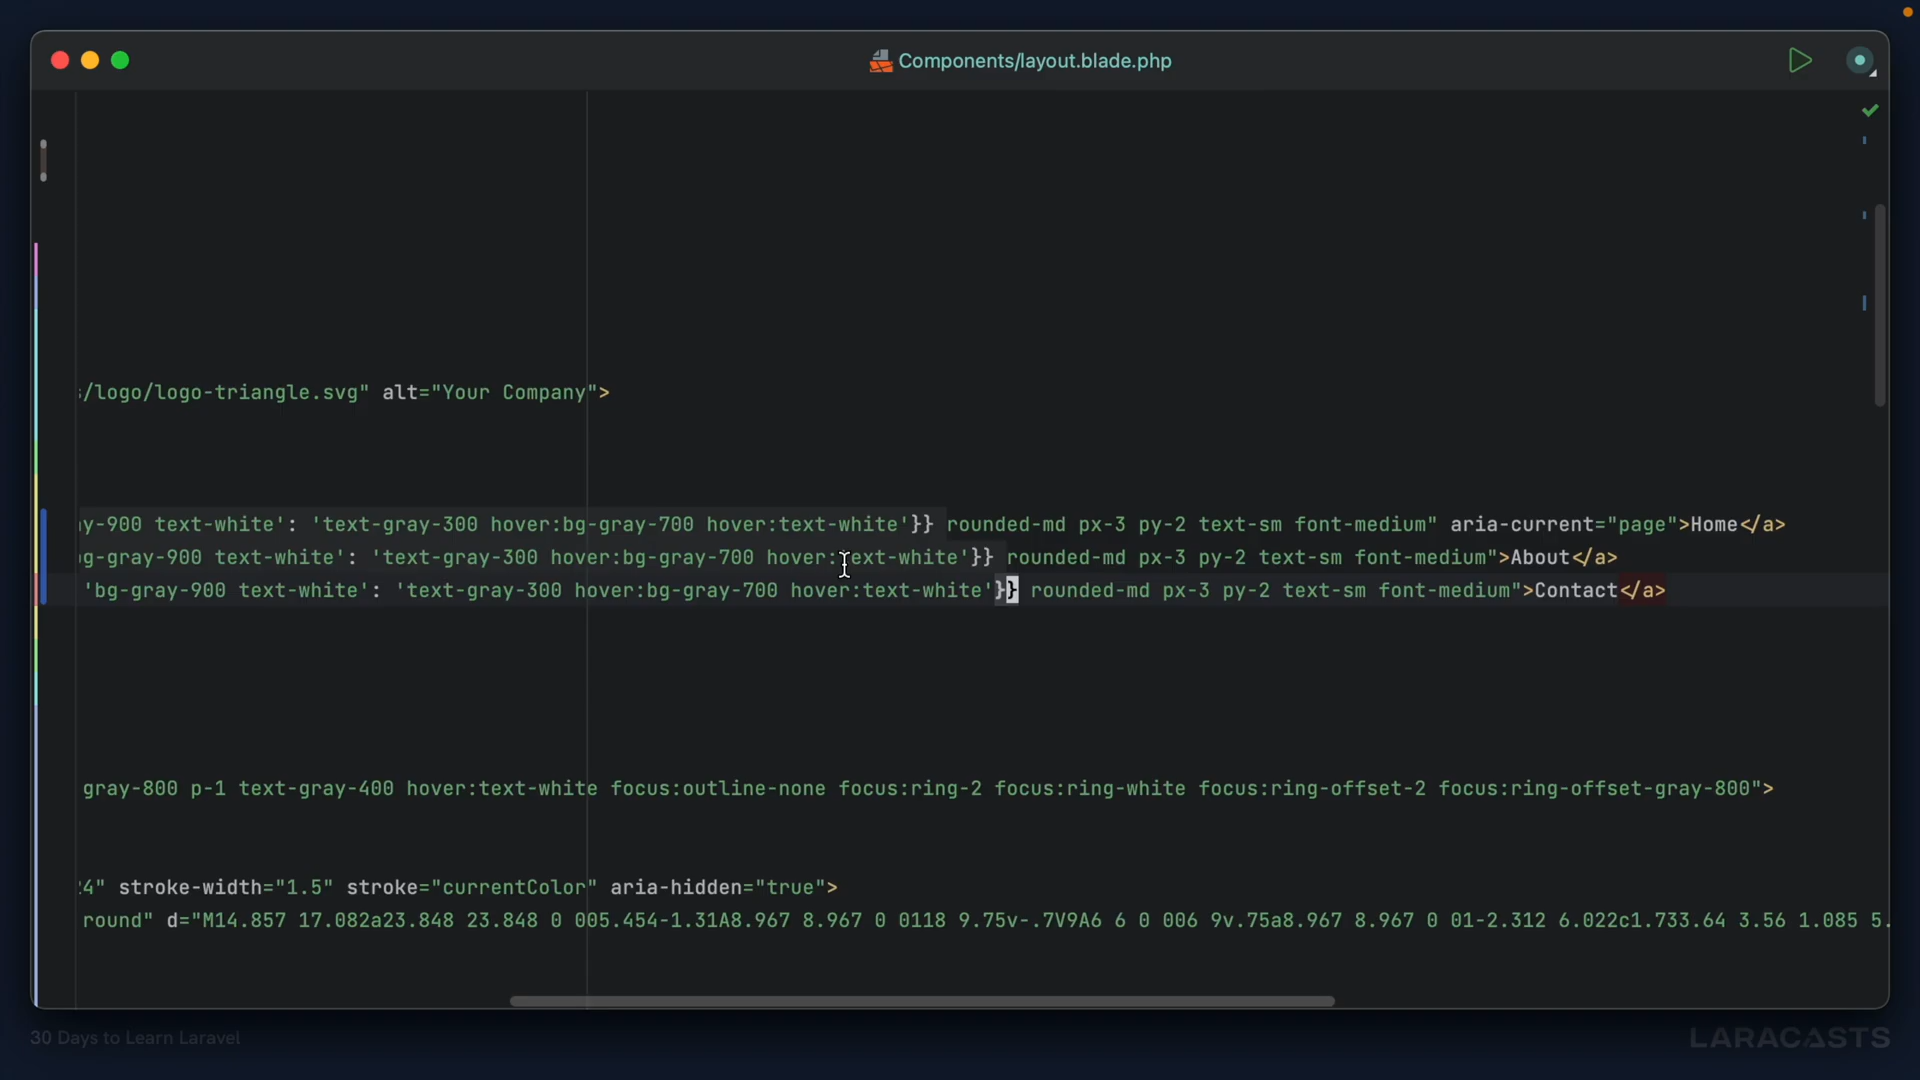 Components/layout.blade.php
s/logo/logo-triangle.svg" alt="Your Company">
ay-900 text-white': 'text-gray-300 hover:bg-gray-700 hover:text-white'}} rounded-md px-3 py-2 text-sm font-medium" aria-current="page">Home</a>
bg-gray-900 text-white': 'text-gray-300 hover:bg-gray-700 hover:text-white'}} rounded-md px-3 py-2 text-sm font-medium">About</a>
'bg-gray-900 text-white': 'text-gray-300 hover:bg-gray-700 hover:text-white'}} rounded-md px-3 py-2 text-sm font-medium">Contact</a>
gray-800 p-1 text-gray-400 hover:text-white focus:outline-none focus:ring-2 focus:ring-white focus:ring-offset-2 focus:ring-offset-gray-800">
24" stroke-width="1.5" stroke="currentColor" aria-hidden="true">
round" d="M14.857 17.082a23.848 23.848 0 005.454-1.31A8.967 8.967 0 0118 9.75v-.7V9A6 6 0 006 9v.75a8.967 8.967 0 01-2.312 6.022c1.733.64 3.56 1.085 5.
30 Days to Learn Laravel
LARACASTS